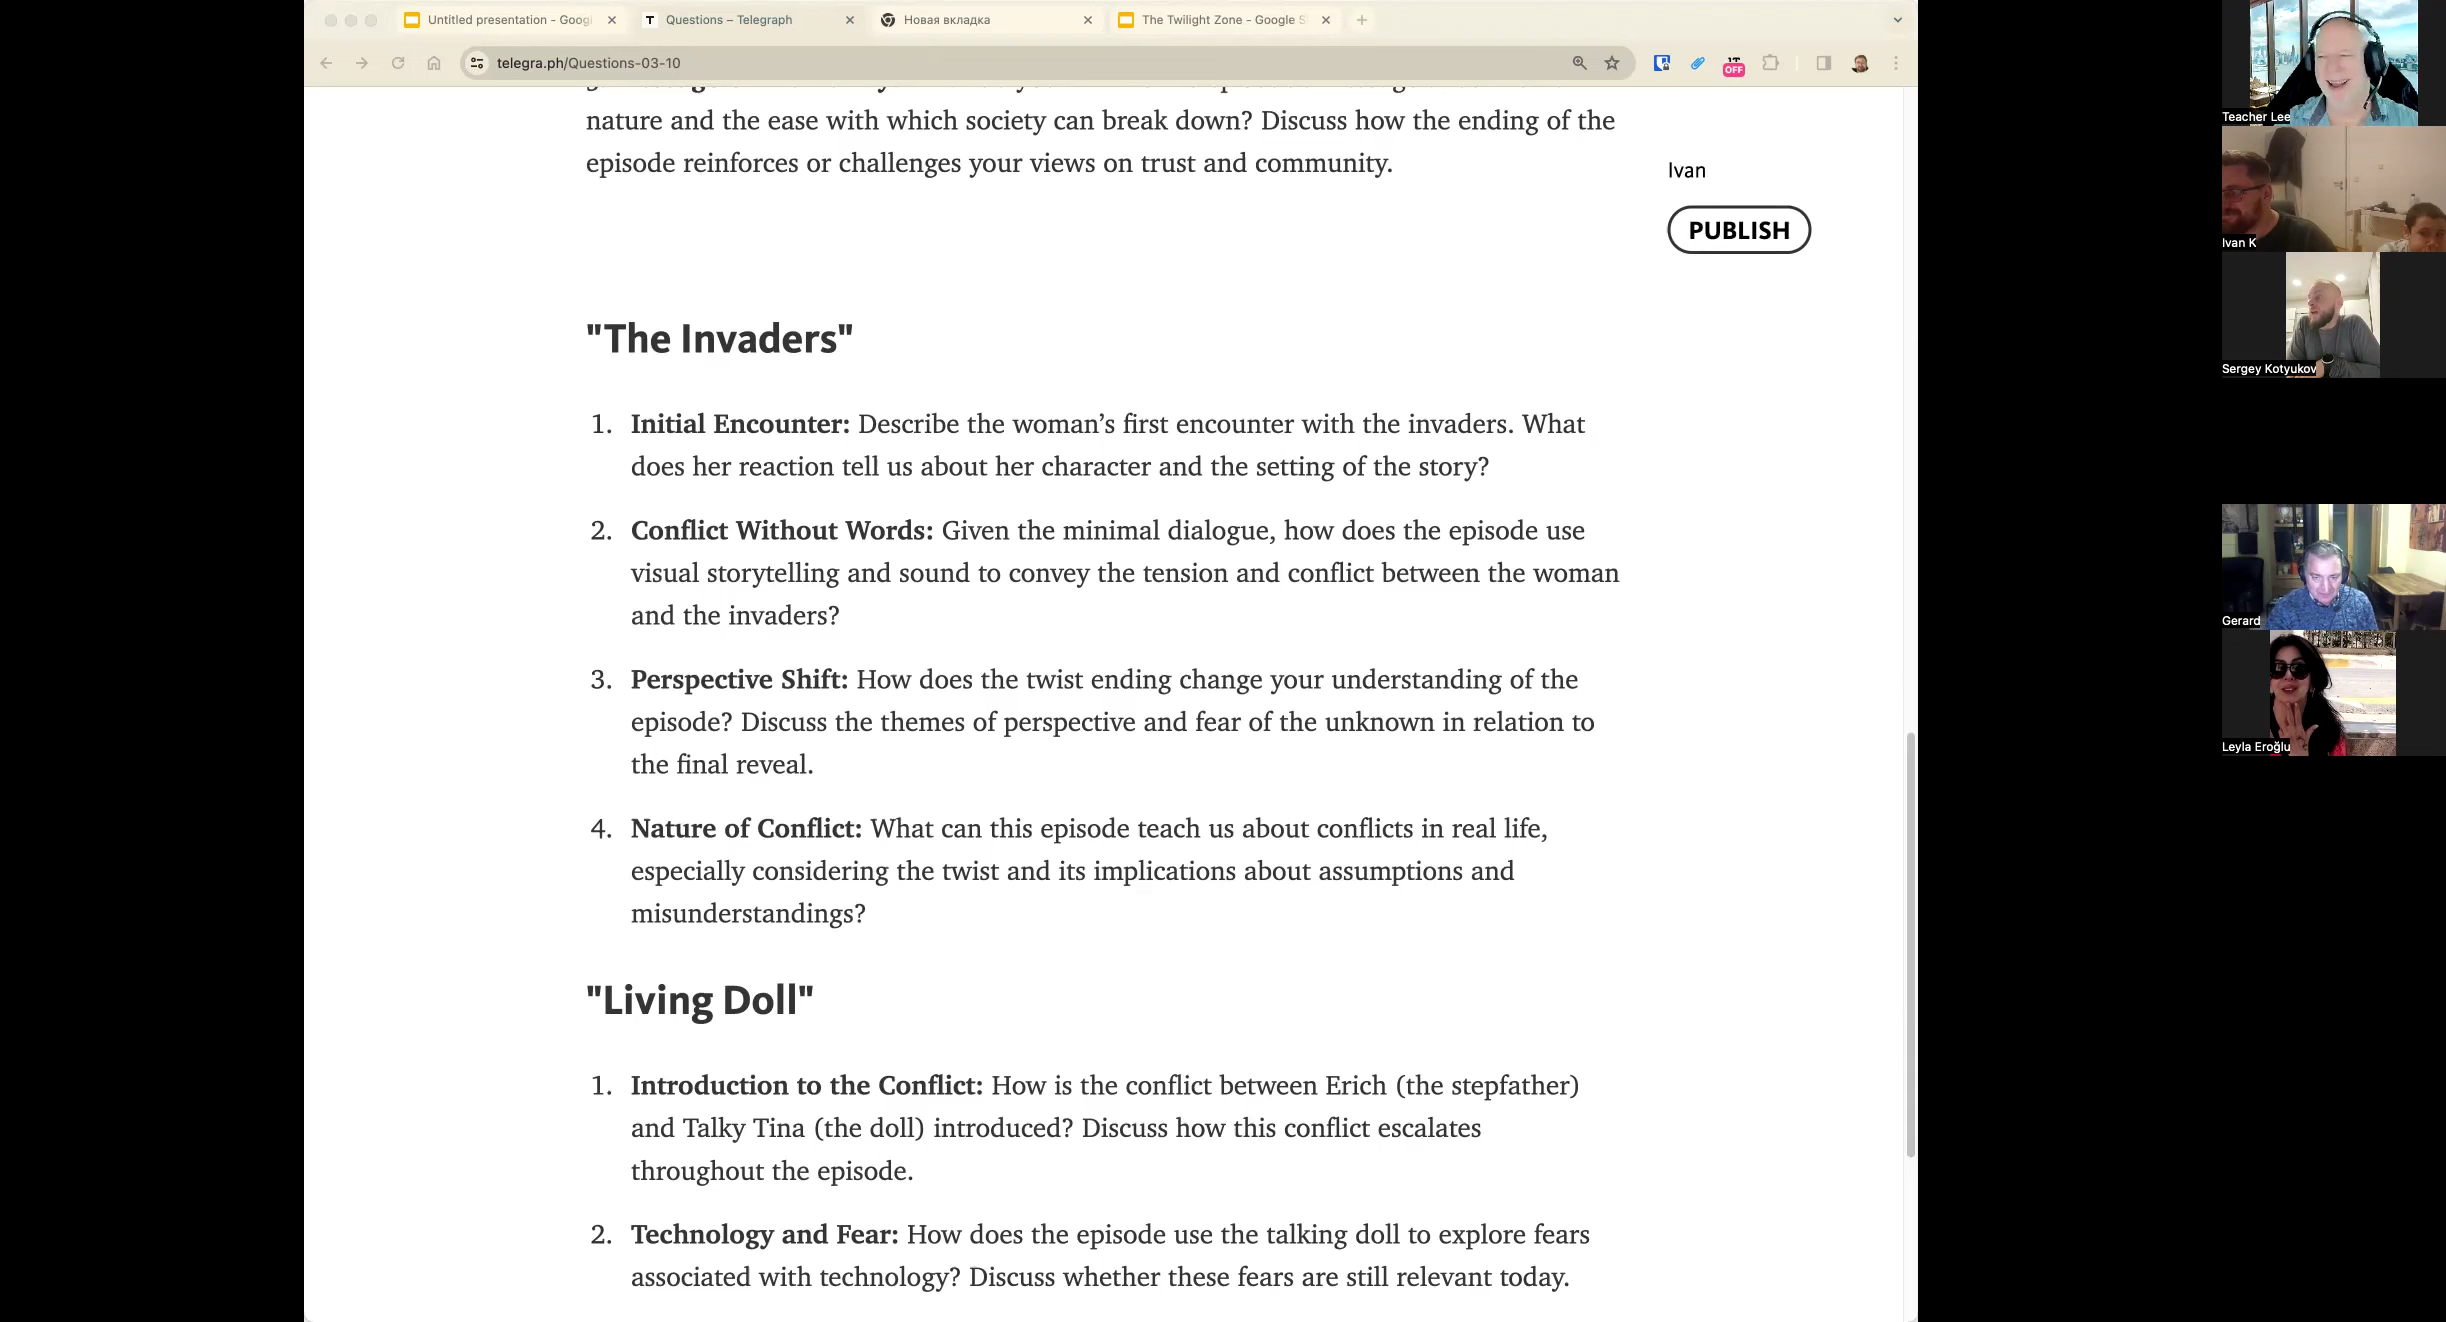 Untitled presentation - Googl
Questions – Telegraph
Новая вкладка
The Twilight Zone - Google S
telegra.ph/Questions-03-10
OFF
nature and the ease with which society can break down? Discuss how the ending of the
episode reinforces or challenges your views on trust and community.
Ivan
PUBLISH
"The Invaders"
1. Initial Encounter: Describe the woman’s first encounter with the invaders. What
does her reaction tell us about her character and the setting of the story?
2. Conflict Without Words: Given the minimal dialogue, how does the episode use
visual storytelling and sound to convey the tension and conflict between the woman
and the invaders?
3. Perspective Shift: How does the twist ending change your understanding of the
episode? Discuss the themes of perspective and fear of the unknown in relation to
the final reveal.
4. Nature of Conflict: What can this episode teach us about conflicts in real life,
especially considering the twist and its implications about assumptions and
misunderstandings?
"Living Doll"
1. Introduction to the Conflict: How is the conflict between Erich (the stepfather)
and Talky Tina (the doll) introduced? Discuss how this conflict escalates
throughout the episode.
2. Technology and Fear: How does the episode use the talking doll to explore fears
associated with technology? Discuss whether these fears are still relevant today.
Teacher Lee
Ivan K
Sergey Kotyukov
Gerard
Leyla Eroğlu